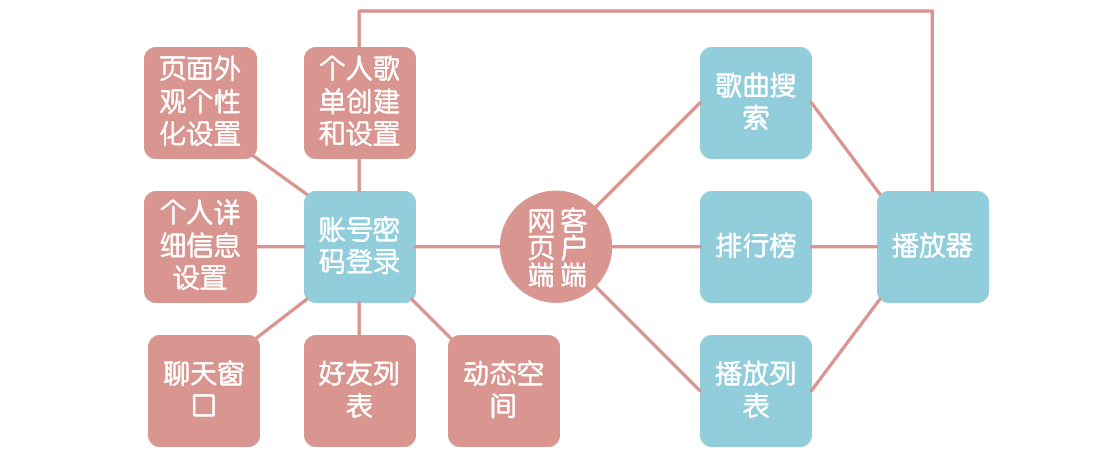 页面外
观个性
化设置
个人歌
单创建
和设置
歌曲搜
索
个人详
细信息
设置
账号密
码登录
网 客
页 户
端 端
排行榜
播放器
聊天窗
口
好友列
表
动态空
间
播放列
表